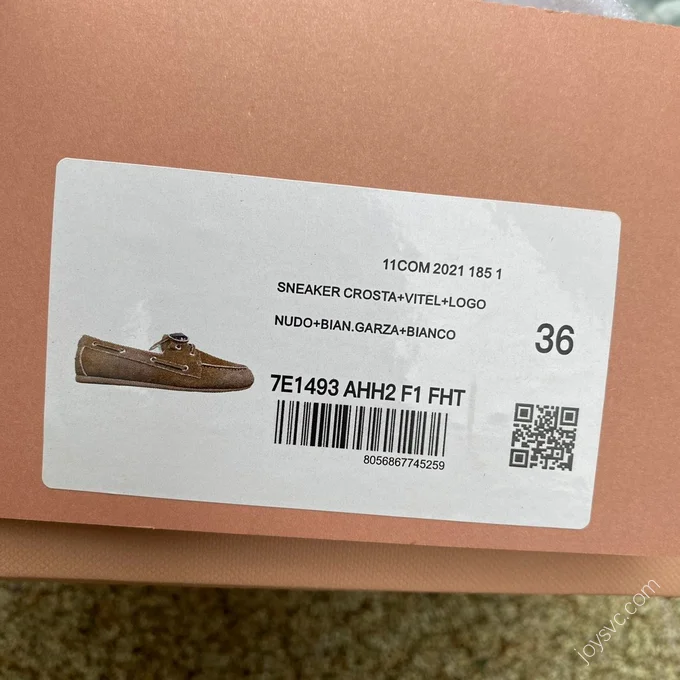 11COM 2021 185 1
SNEAKER CROSTA+VITEL+LOGO
NUDO+BIAN.GARZA+BIANCO
36
7E1493 AHH2 F1 FHT
8056867745259
joysvc.com